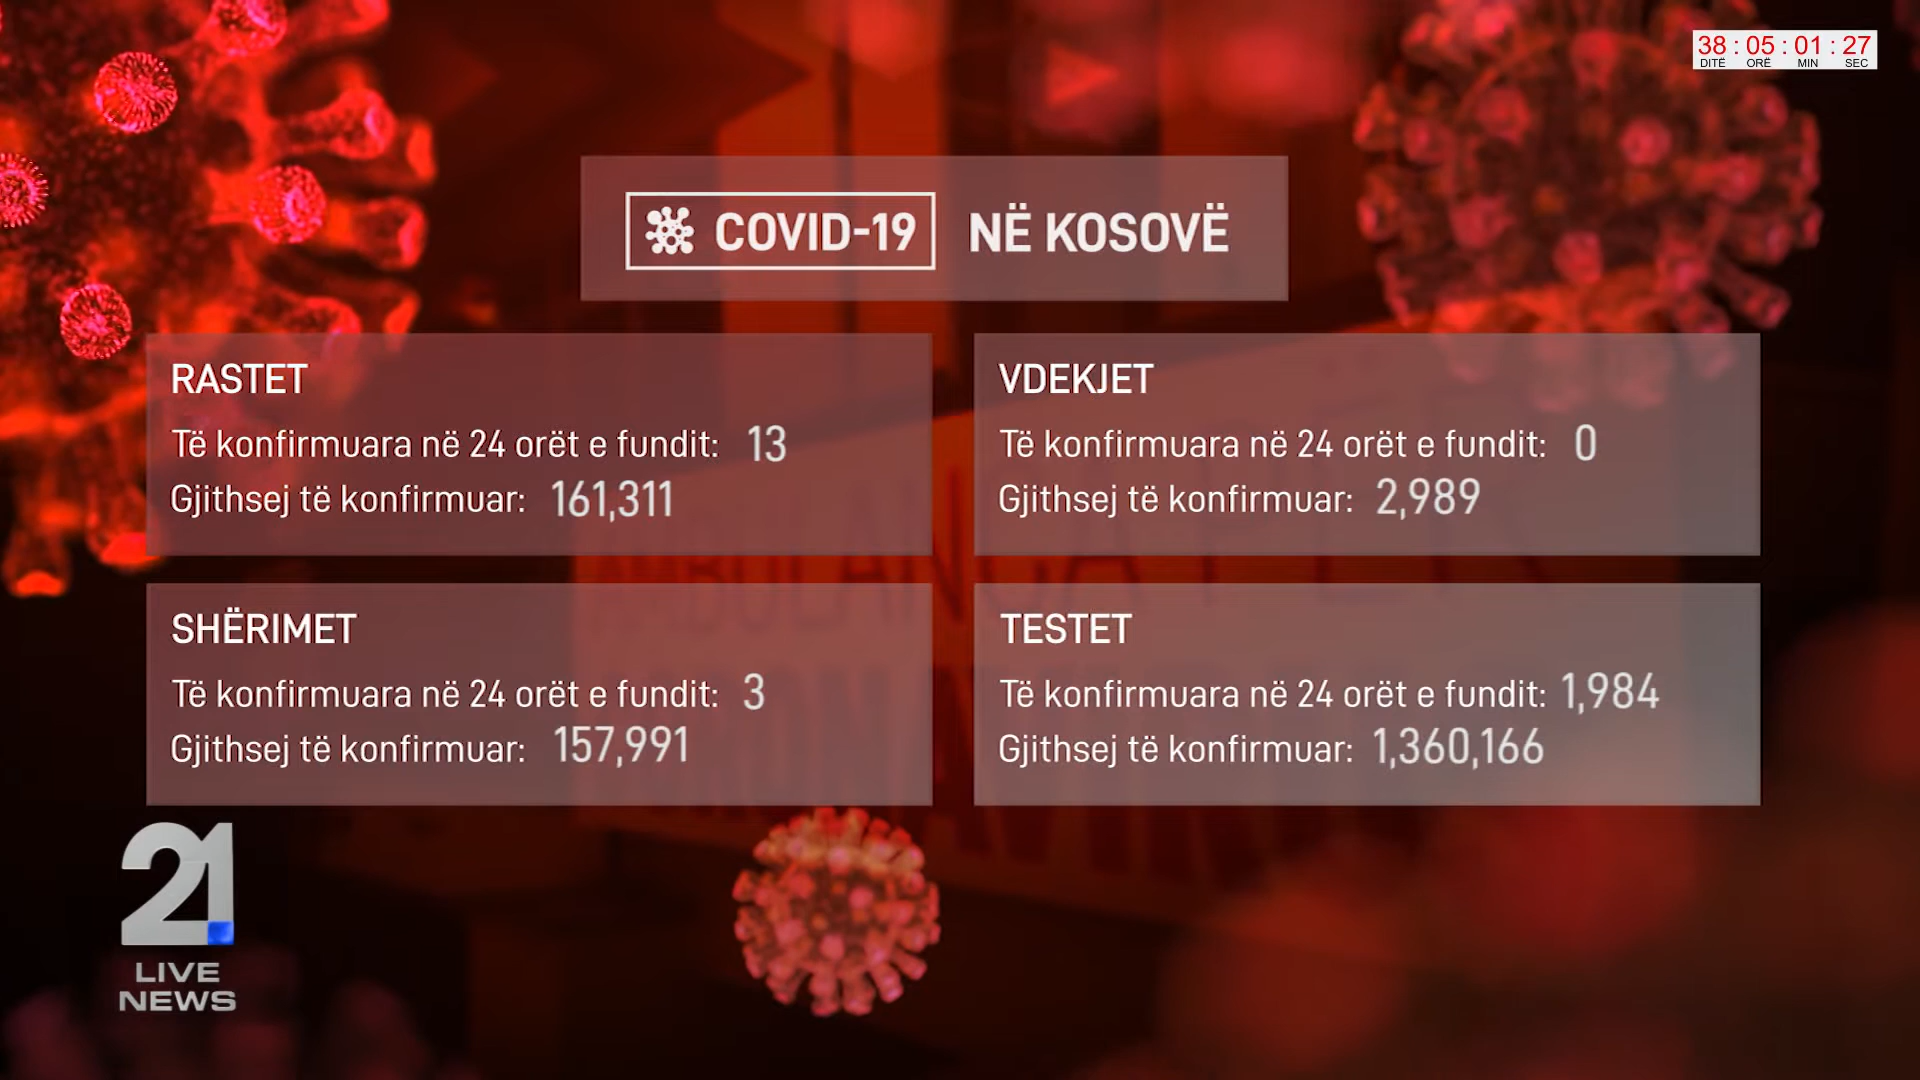 38 : 05 : 01 : 27
DITË ORË MIN SEC
COVID-19 NË KOSOVË
RASTET
Të konfirmuara në 24 orët e fundit: 13
Gjithsej të konfirmuar: 161,311
VDEKJET
Të konfirmuara në 24 orët e fundit: 0
Gjithsej të konfirmuar: 2,989
SHËRIMET
Të konfirmuara në 24 orët e fundit: 3
Gjithsej të konfirmuar: 157,991
TESTET
Të konfirmuara në 24 orët e fundit: 1,984
Gjithsej të konfirmuar: 1,360,166
21
LIVE
NEWS